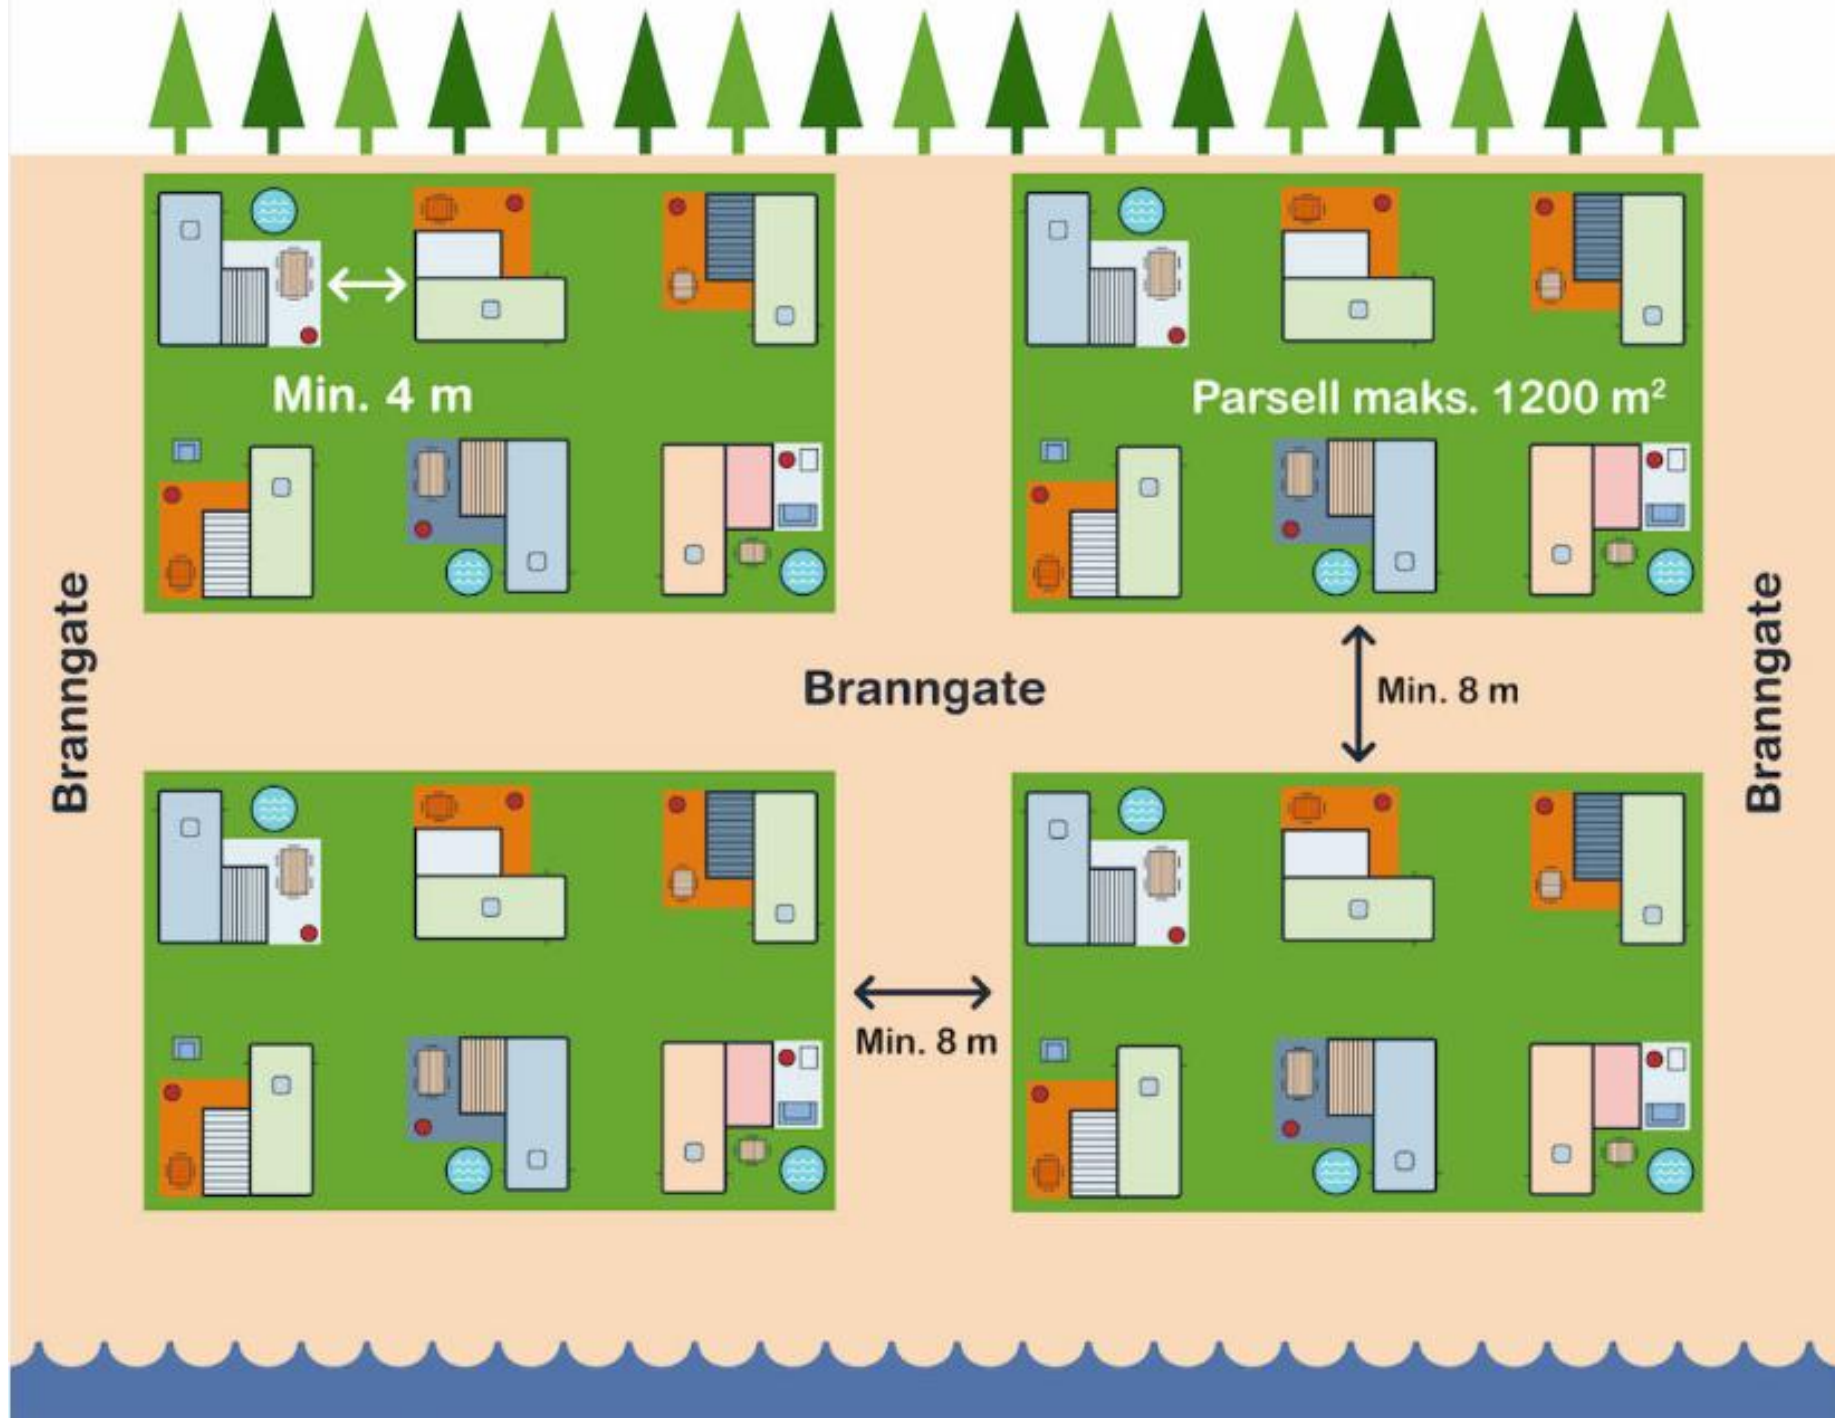 Min. 4 m
Parsell maks. 1200 m²
Branngate
Branngate
Min. 8 m
Branngate
Min. 8 m